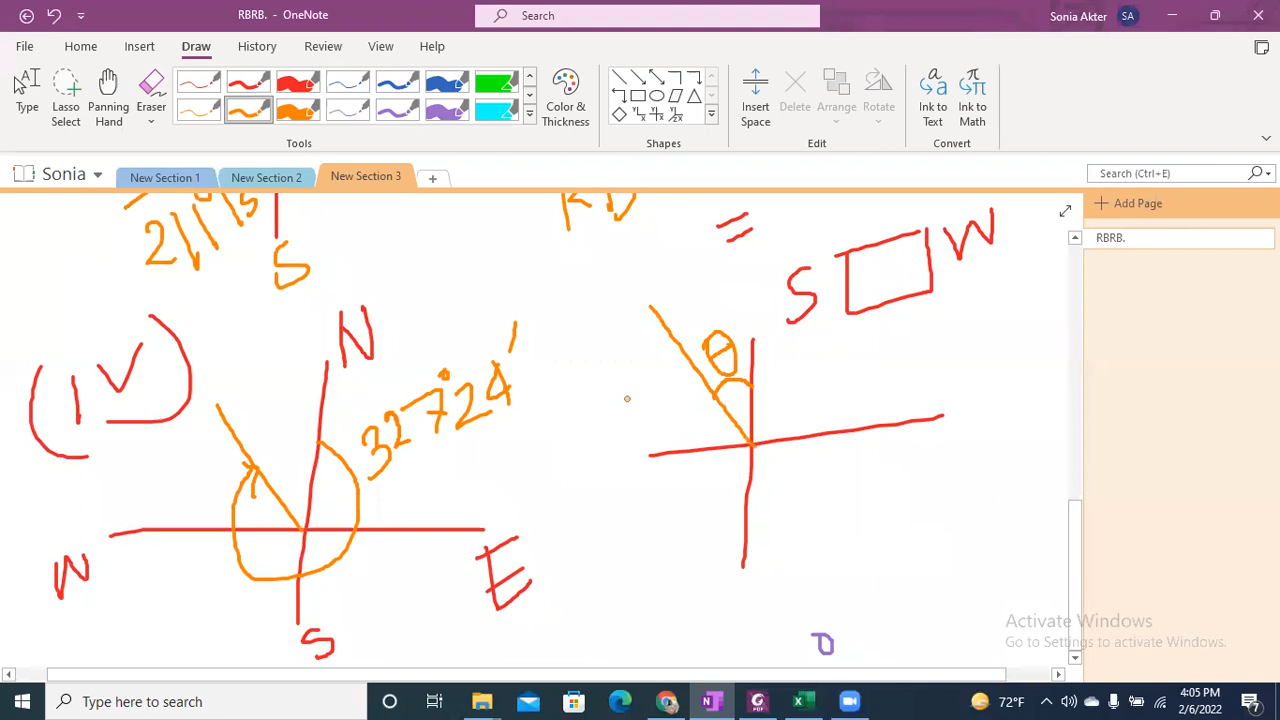 RBRB. - OneNote
Search
Sonia Akter
SA
File
Home
Insert
Draw
History
Review
View
Help
Type
Lasso
Select
Panning
Hand
Eraser
Color &
Thickness
Insert
Space
Delete
Arrange
Rotate
Ink to
Text
Ink to
Math
Tools
Shapes
Edit
Convert
Sonia
New Section 1
New Section 2
New Section 3
Search (Ctrl+E)
Add Page
RBRB.
S
=
S
W
N
(IV)
327°24'
θ
W
E
S
D
Activate Windows
Go to Settings to activate Windows.
Type here to search
72°F
4:05 PM
2/6/2022
7